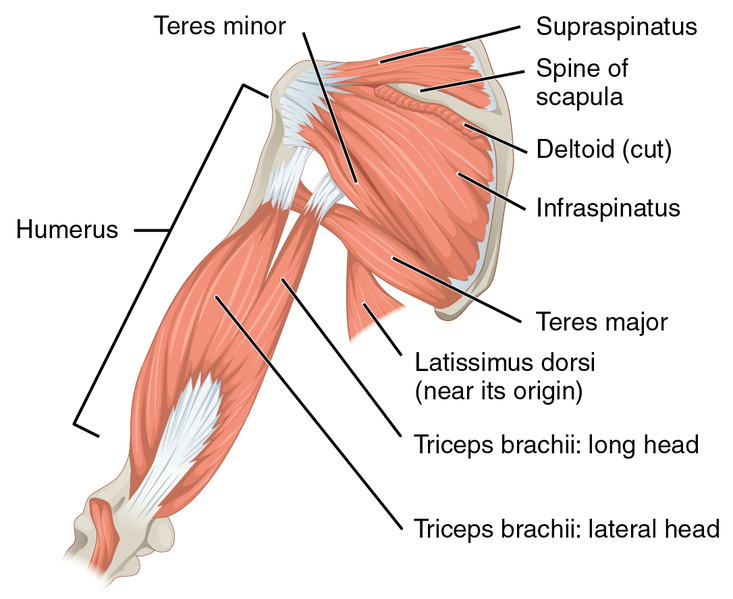 Teres minor
Supraspinatus
Spine of
scapula
Deltoid (cut)
Infraspinatus
Humerus
Teres major
Latissimus dorsi
(near its origin)
Triceps brachii: long head
Triceps brachii: lateral head